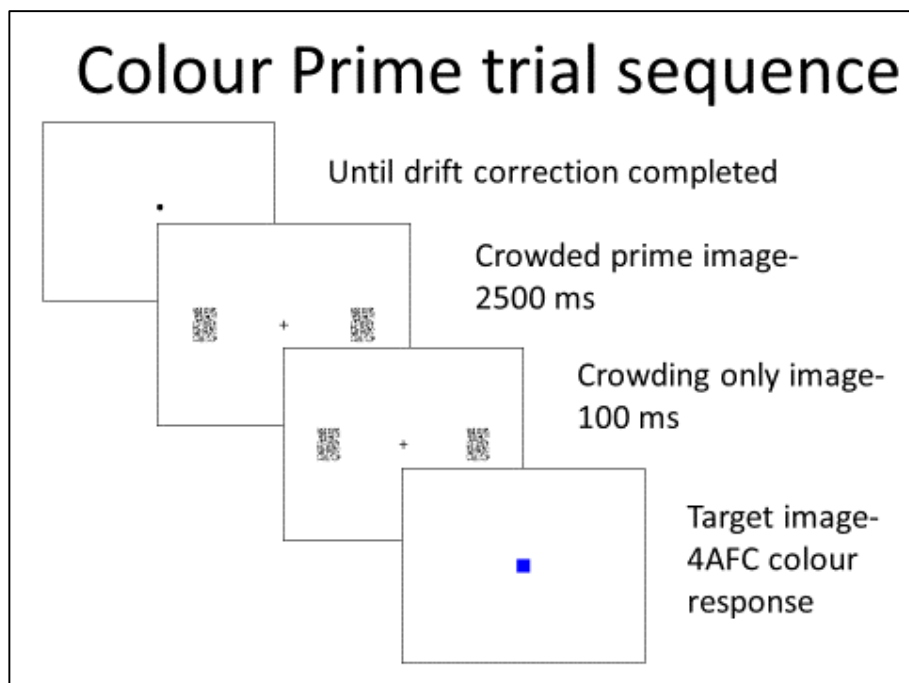 Colour Prime trial sequence
Until drift correction completed
Crowded prime image-
2500 ms
Crowding only image-
100 ms
Target image-
4AFC colour
response